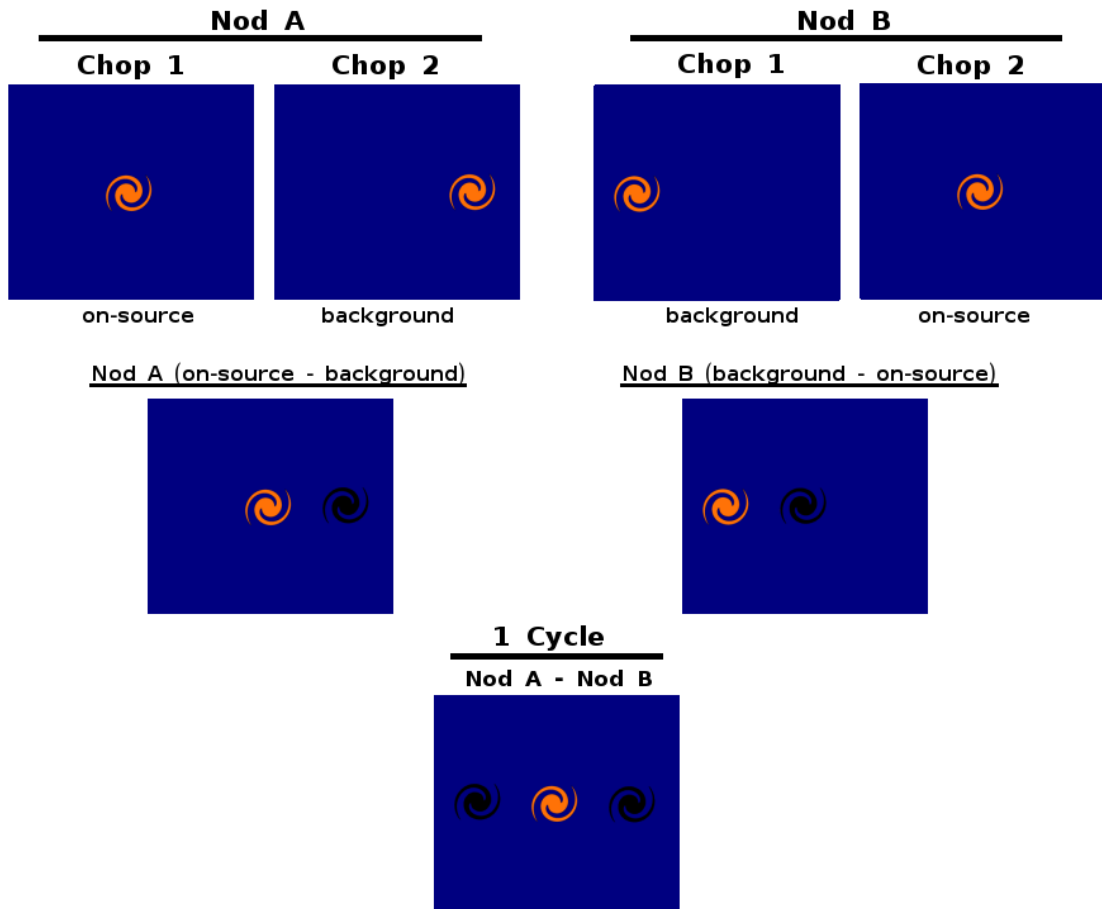 Nod A
Nod B
Chop 1
Chop 2
Chop 1
Chop 2
on-source
background
background
on-source
Nod A (on-source - background)
Nod B (background - on-source)
1 Cycle
Nod A - Nod B